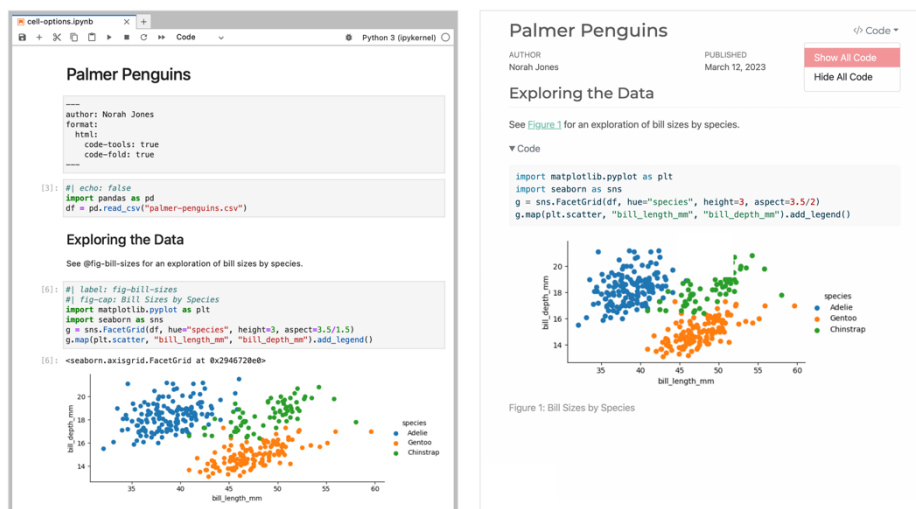 cell-options.ipynb
Code
Python 3 (ipykernel)
Palmer Penguins
---
author: Norah Jones
format:
  html:
    code-tools: true
    code-fold: true
---
[3]:
#| echo: false
import pandas as pd
df = pd.read_csv("palmer-penguins.csv")
Exploring the Data
See @fig-bill-sizes for an exploration of bill sizes by species.
[6]:
#| label: fig-bill-sizes
#| fig-cap: Bill Sizes by Species
import matplotlib.pyplot as plt
import seaborn as sns
g = sns.FacetGrid(df, hue="species", height=3, aspect=3.5/1.5)
g.map(plt.scatter, "bill_length_mm", "bill_depth_mm").add_legend()
[6]:
<seaborn.axisgrid.FacetGrid at 0x2946720e0>
20
18
16
14
bill_depth_mm
35 40 45 50 55 60
bill_length_mm
species
Adelie
Gentoo
Chinstrap
Palmer Penguins
</> Code
Show All Code
Hide All Code
AUTHOR
Norah Jones
PUBLISHED
March 12, 2023
Exploring the Data
See Figure 1 for an exploration of bill sizes by species.
▼ Code
import matplotlib.pyplot as plt
import seaborn as sns
g = sns.FacetGrid(df, hue="species", height=3, aspect=3.5/2)
g.map(plt.scatter, "bill_length_mm", "bill_depth_mm").add_legend()
20
18
16
14
bill_depth_mm
35 40 45 50 55 60
bill_length_mm
species
Adelie
Gentoo
Chinstrap
Figure 1: Bill Sizes by Species